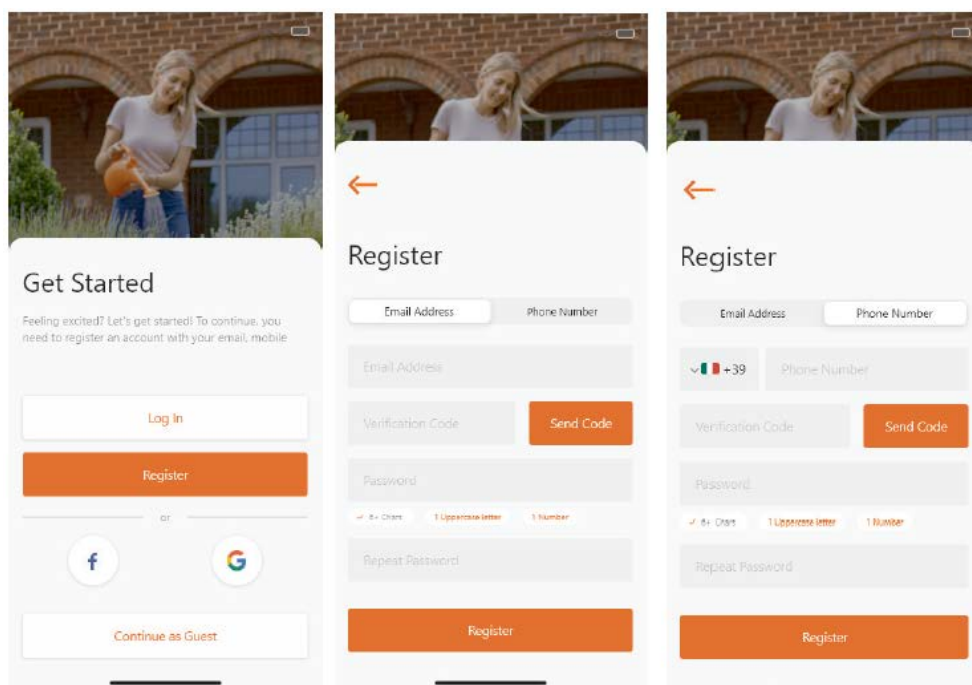 Get Started
Feeling excited? Let's get started! To continue, you
need to register an account with your email, mobile
Log In
Register
or
f
G
Continue as Guest
Register
Email Address
Phone Number
Email Address
Verification Code
Send Code
Password
6+ Chars
1 Uppercase letter
1 Number
Repeat Password
Register
Register
Email Address
Phone Number
+39
Phone Number
Verification Code
Send Code
Password
6+ Chars
1 Uppercase letter
1 Number
Repeat Password
Register